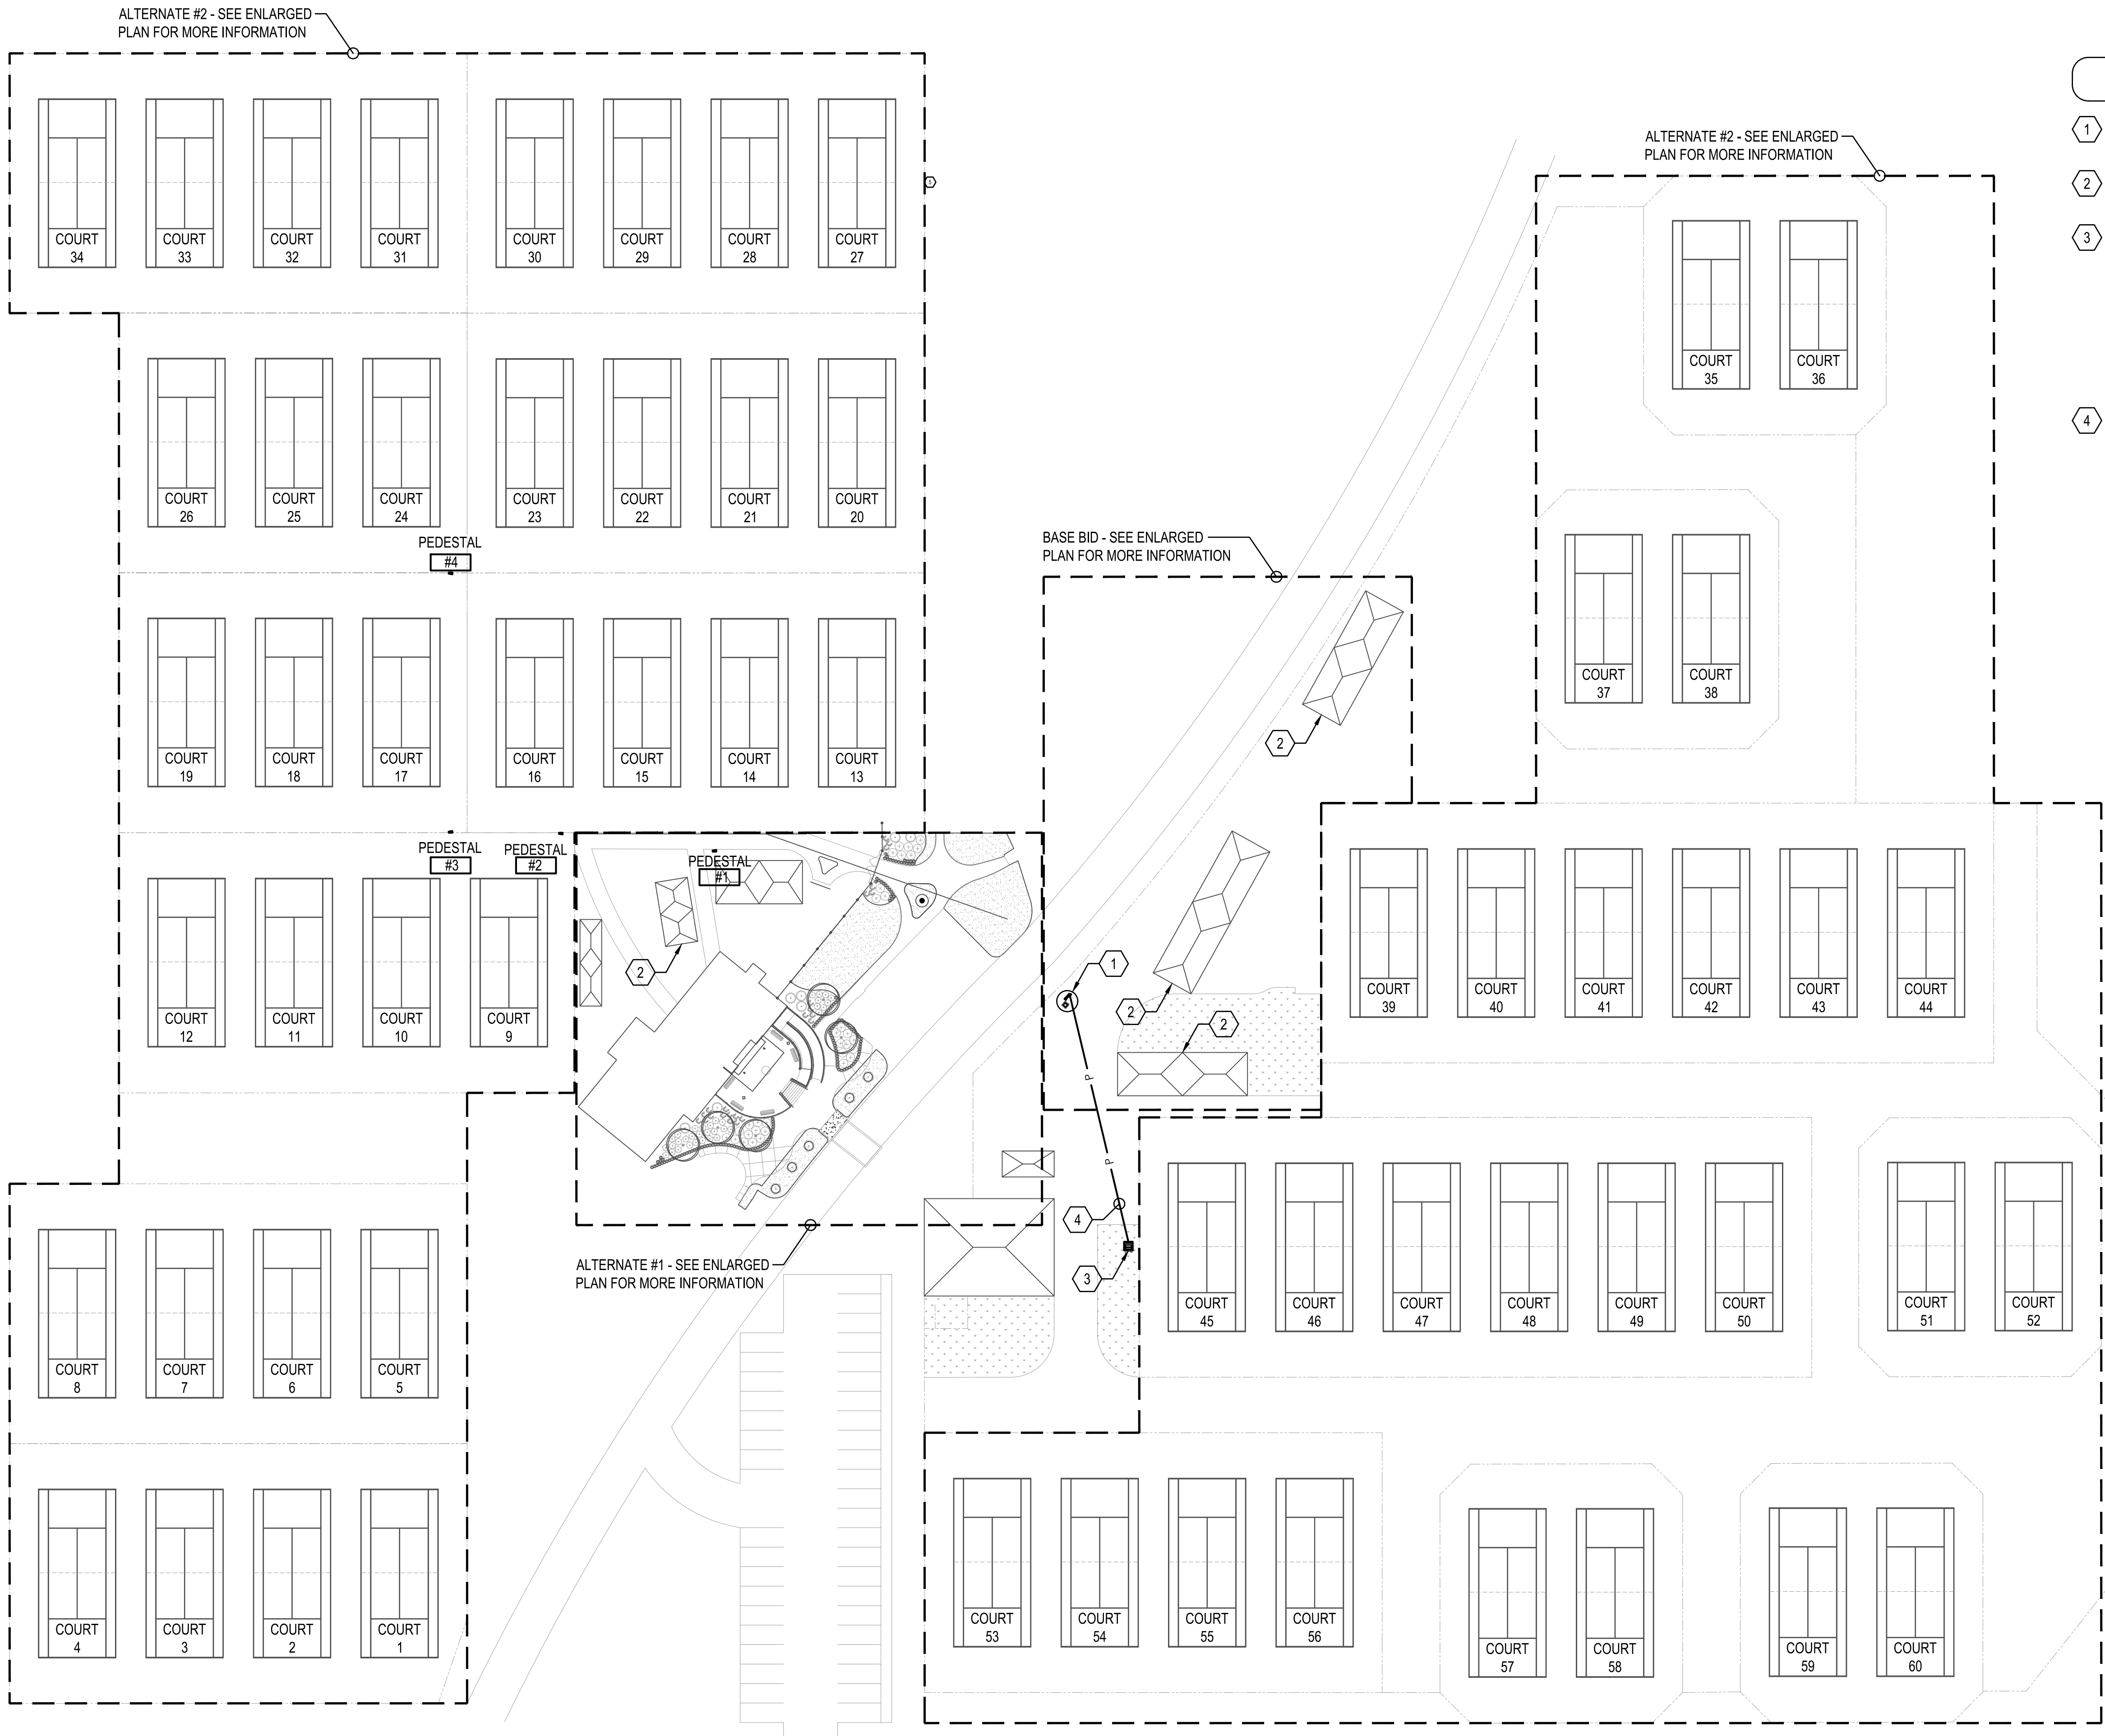 ALTERNATE #2 - SEE ENLARGED
PLAN FOR MORE INFORMATION
COURT
34
COURT
33
COURT
32
COURT
31
COURT
30
COURT
29
COURT
28
COURT
27
1
2
3
4
ALTERNATE #2 - SEE ENLARGED
PLAN FOR MORE INFORMATION
COURT
35
COURT
36
COURT
26
COURT
25
COURT
24
COURT
23
COURT
22
COURT
21
COURT
20
PEDESTAL
#4
BASE BID - SEE ENLARGED
PLAN FOR MORE INFORMATION
COURT
37
COURT
38
2
COURT
19
COURT
18
COURT
17
COURT
16
COURT
15
COURT
14
COURT
13
PEDESTAL
#3
PEDESTAL
#2
PEDESTAL
#1
2
1
2
2
COURT
12
COURT
11
COURT
10
COURT
9
COURT
39
COURT
40
COURT
41
COURT
42
COURT
43
COURT
44
P
P
4
3
ALTERNATE #1 - SEE ENLARGED
PLAN FOR MORE INFORMATION
COURT
8
COURT
7
COURT
6
COURT
5
COURT
45
COURT
46
COURT
47
COURT
48
COURT
49
COURT
50
COURT
51
COURT
52
COURT
4
COURT
3
COURT
2
COURT
1
COURT
53
COURT
54
COURT
55
COURT
56
COURT
57
COURT
58
COURT
59
COURT
60